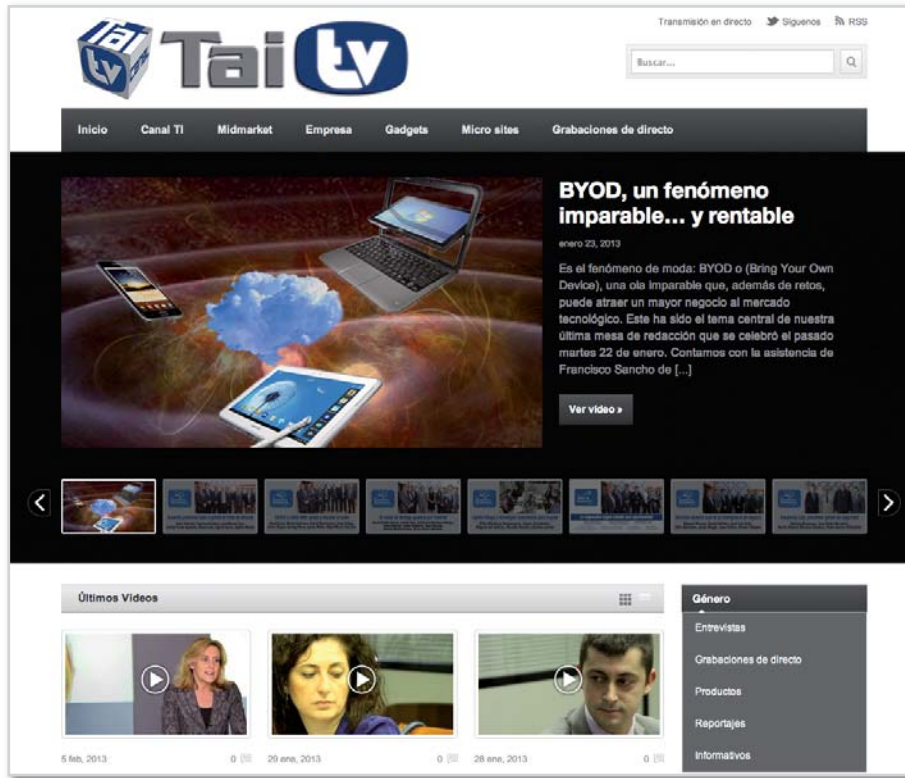 Tai
tv
Tai tv
Transmisión en directo Síguenos RSS
Buscar...
Inicio Canal TI Midmarket Empresa Gadgets Micro sites Grabaciones de directo
BYOD, un fenómeno
imparable... y rentable
enero 23, 2013
Es el fenómeno de moda: BYOD o (Bring Your Own
Device), una ola imparable que, además de retos,
puede atraer un mayor negocio al mercado
tecnológico. Este ha sido el tema central de nuestra
última mesa de redacción que se celebró el pasado
martes 22 de enero. Contamos con la asistencia de
Francisco Sancho de [...]
Ver video »
Últimos Videos
Género
Entrevistas
Grabaciones de directo
Productos
Reportajes
Informativos
5 feb, 2013 0 29 ene, 2013 0 28 ene, 2013 0